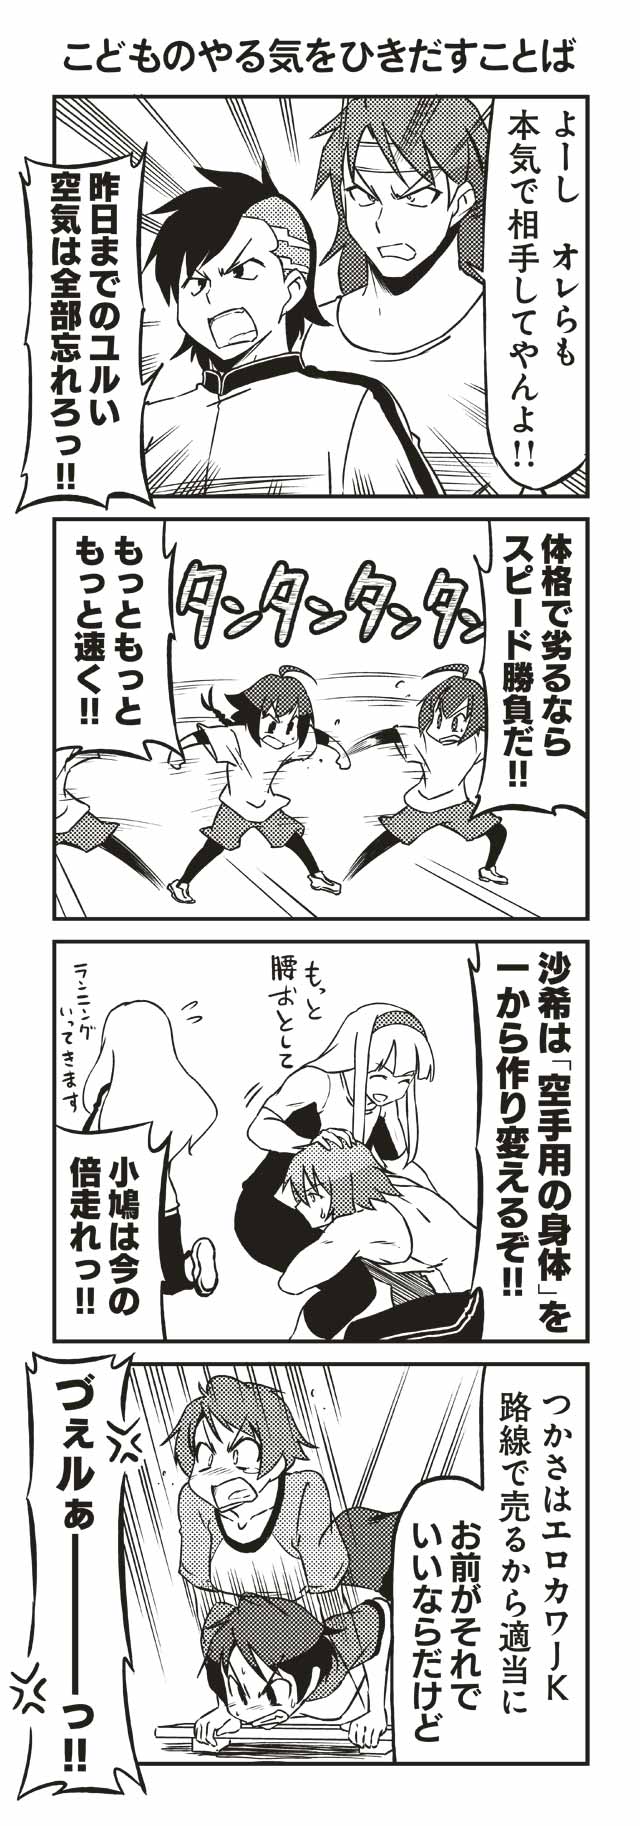 こどものやる気をひきだすことば
よーし　オレらも
本気で相手してやんよ!!
昨日までのユルい
空気は全部忘れろっ!!
体格で劣るなら
スピード勝負だ!!
タンタンタンタン
もっともっと
もっと速く!!
沙希は「空手用の身体」を
一から作り変えるぞ!!
もっと
腰おとして
ランニング
いってきます
小鳩は今の
倍走れっ!!
つかさはエロカワJK
路線で売るから適当に
お前がそれで
いいならだけど
づぇルぁ――――っ!!